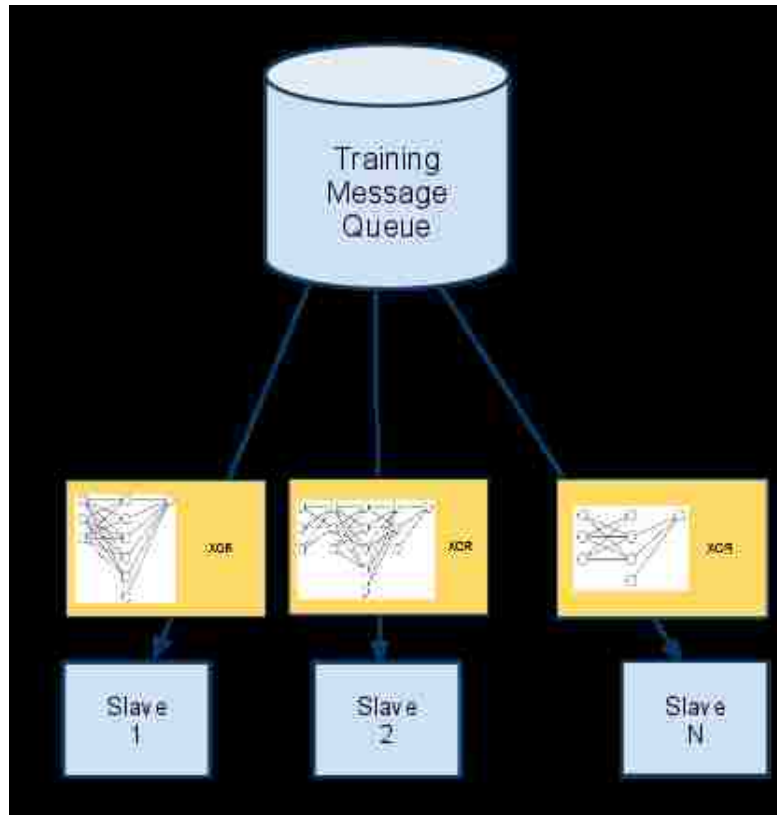 Training
Message
Queue
XOR
XOR
XOR
Slave
1
Slave
2
Slave
N